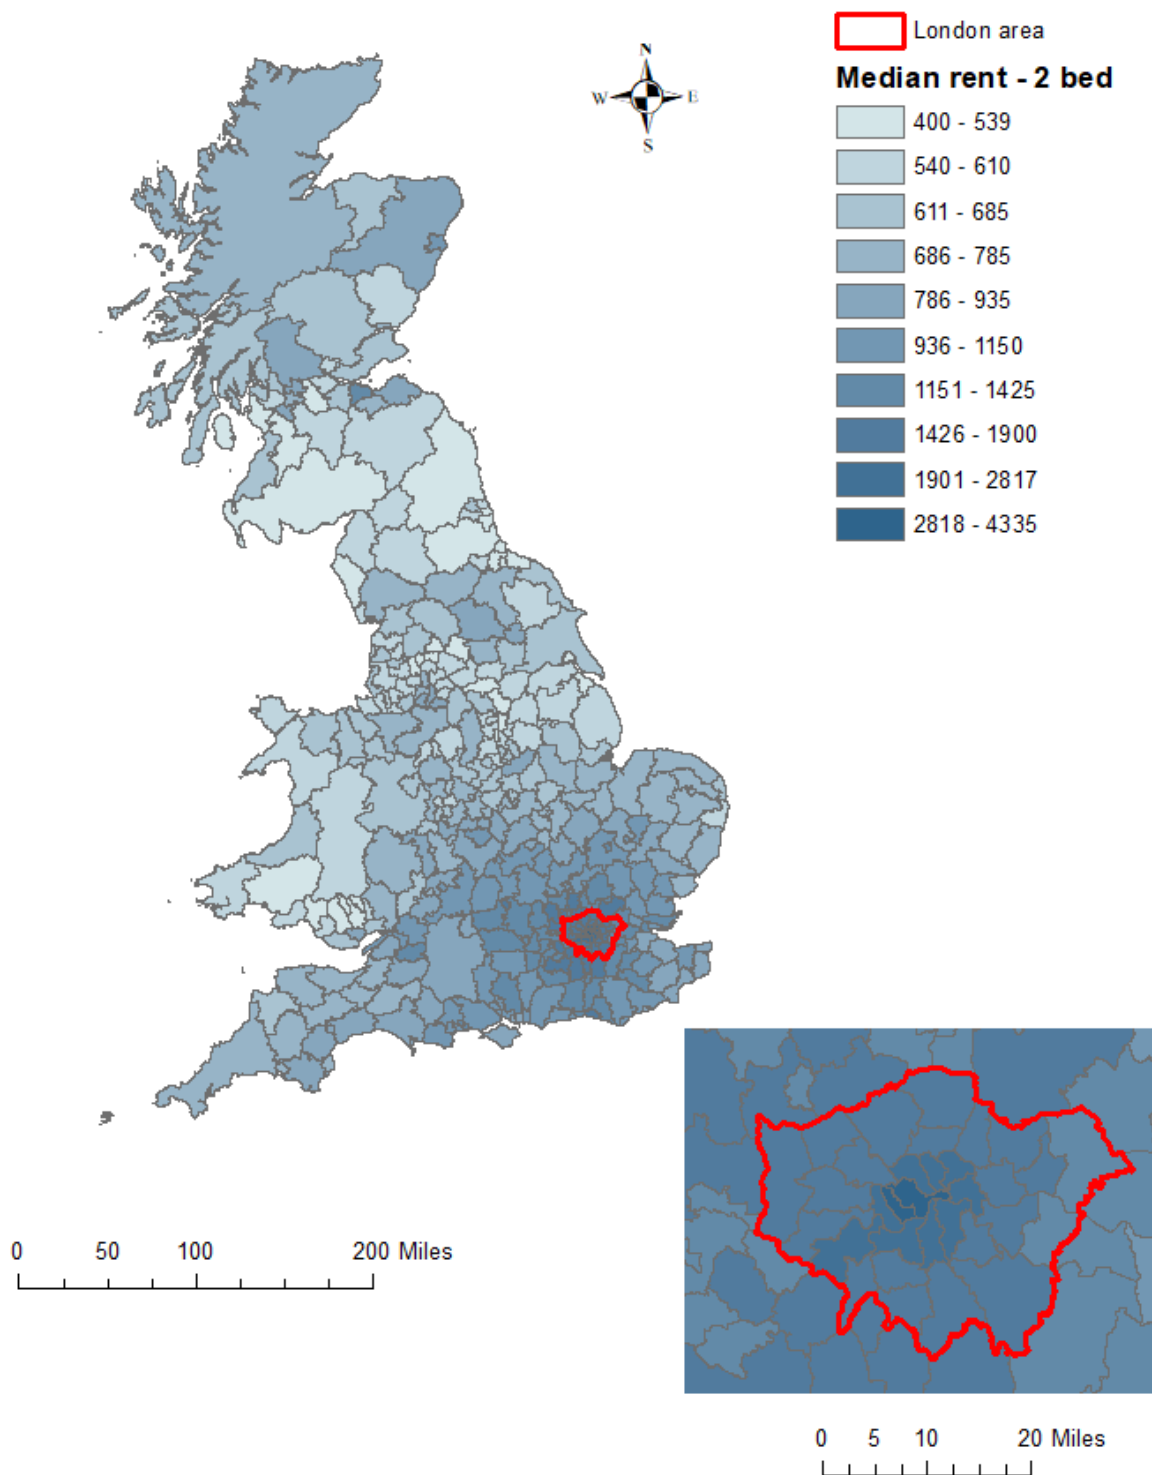 London area
Median rent - 2 bed
400 - 539
540 - 610
611 - 685
686 - 785
786 - 935
936 - 1150
1151 - 1425
1426 - 1900
1901 - 2817
2818 - 4335
N
W E
S
0 50 100 200 Miles
0 5 10 20 Miles